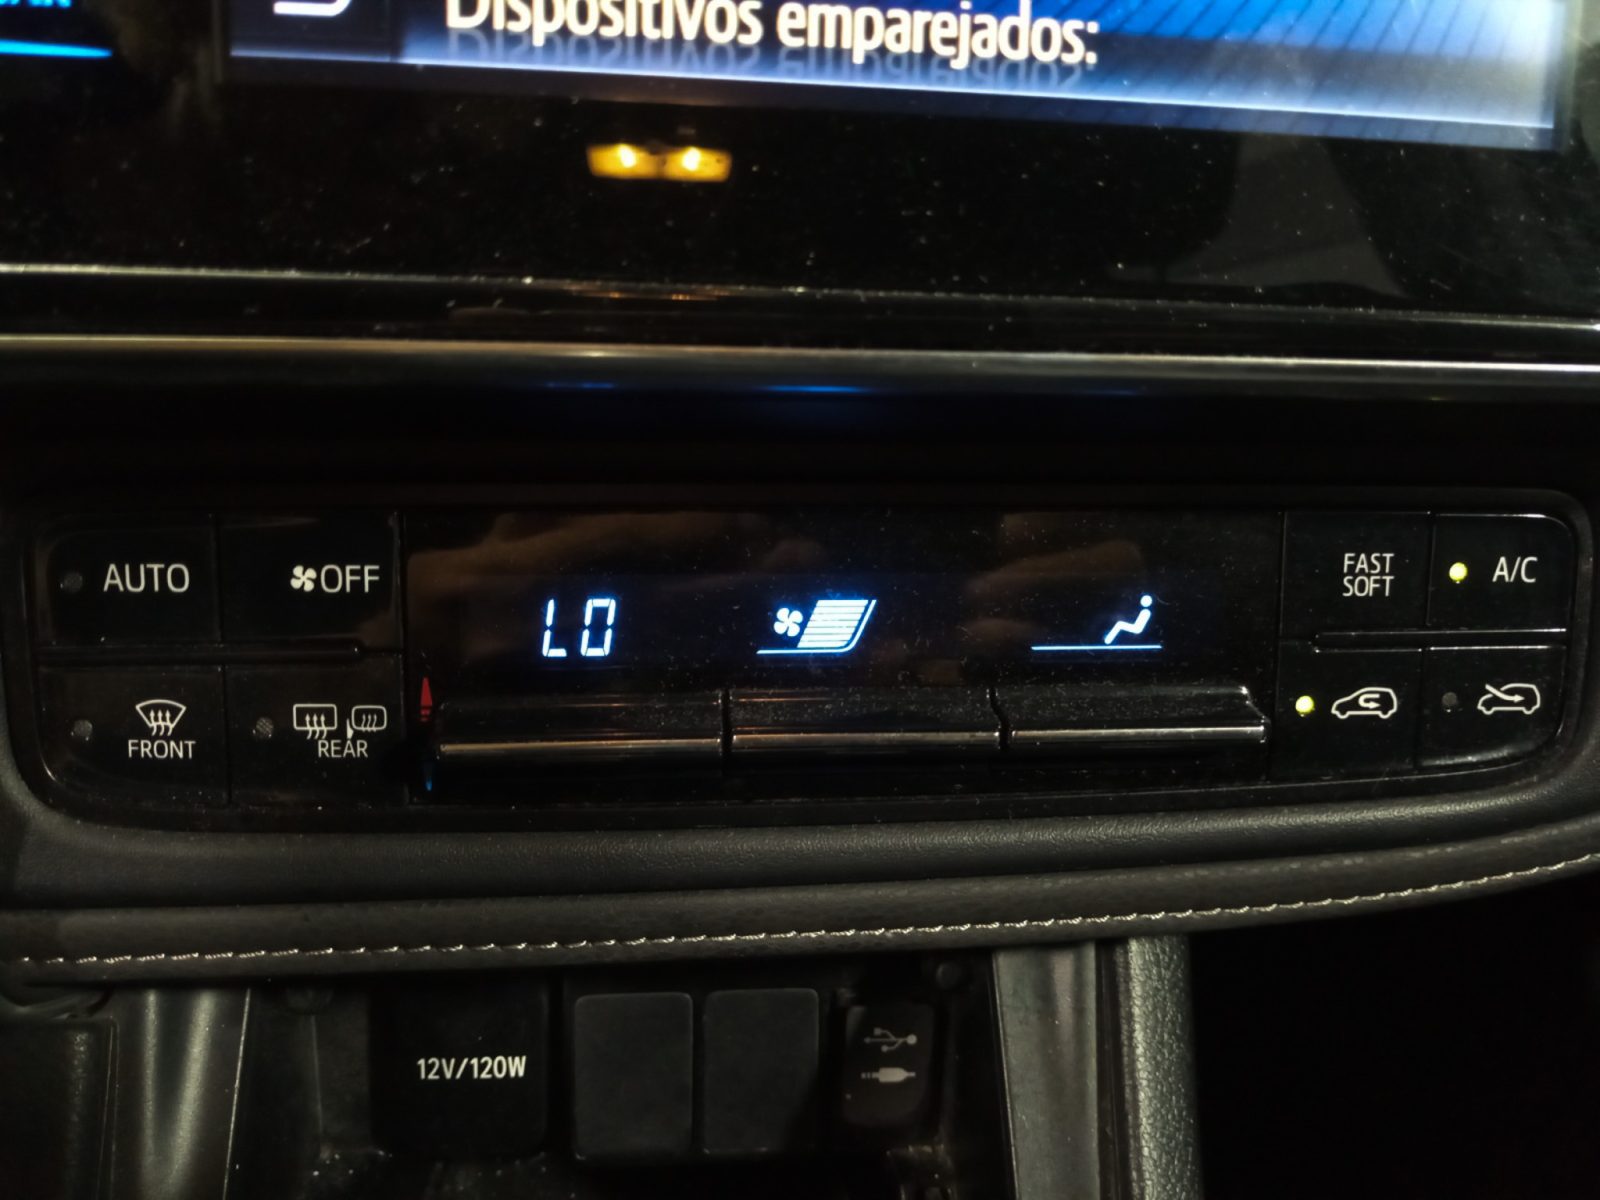 Dispositivos emparejados:
AUTO
OFF
LO
FAST
SOFT
A/C
FRONT
REAR
12V/120W